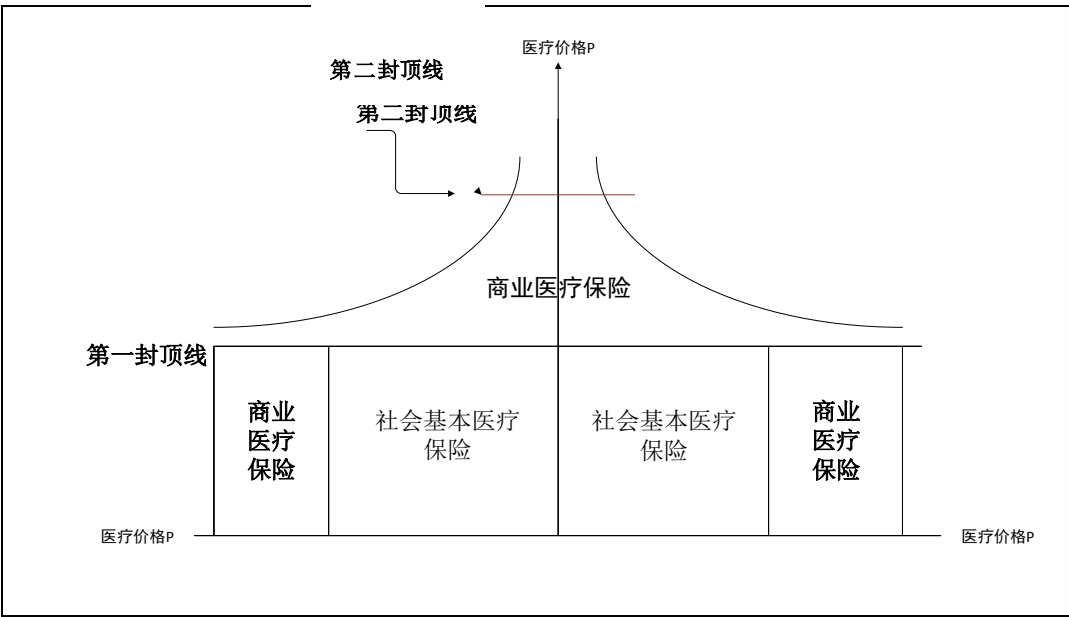 医疗价格P
第二封顶线
第二封顶线
商业医疗保险
第一封顶线
商业
医疗
保险
社会基本医疗
保险
社会基本医疗
保险
商业
医疗
保险
医疗价格P
医疗价格P